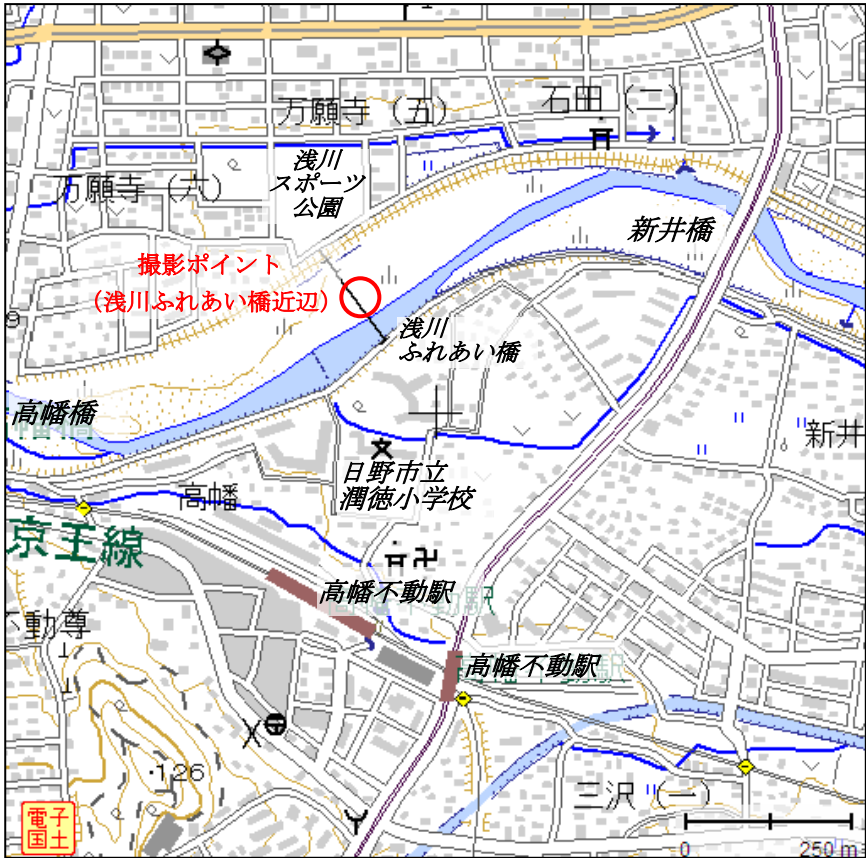 万願寺（五）
石田（二）
浅川
スポーツ
公園
万願寺（六）
新井橋
撮影ポイント
（浅川ふれあい橋近辺）
浅川
ふれあい橋
高幡橋
新井
日野市立
潤徳小学校
高幡
京王線
高幡不動駅
不動尊
高幡不動駅
・126
三沢（一）
電子
国土
0 250m